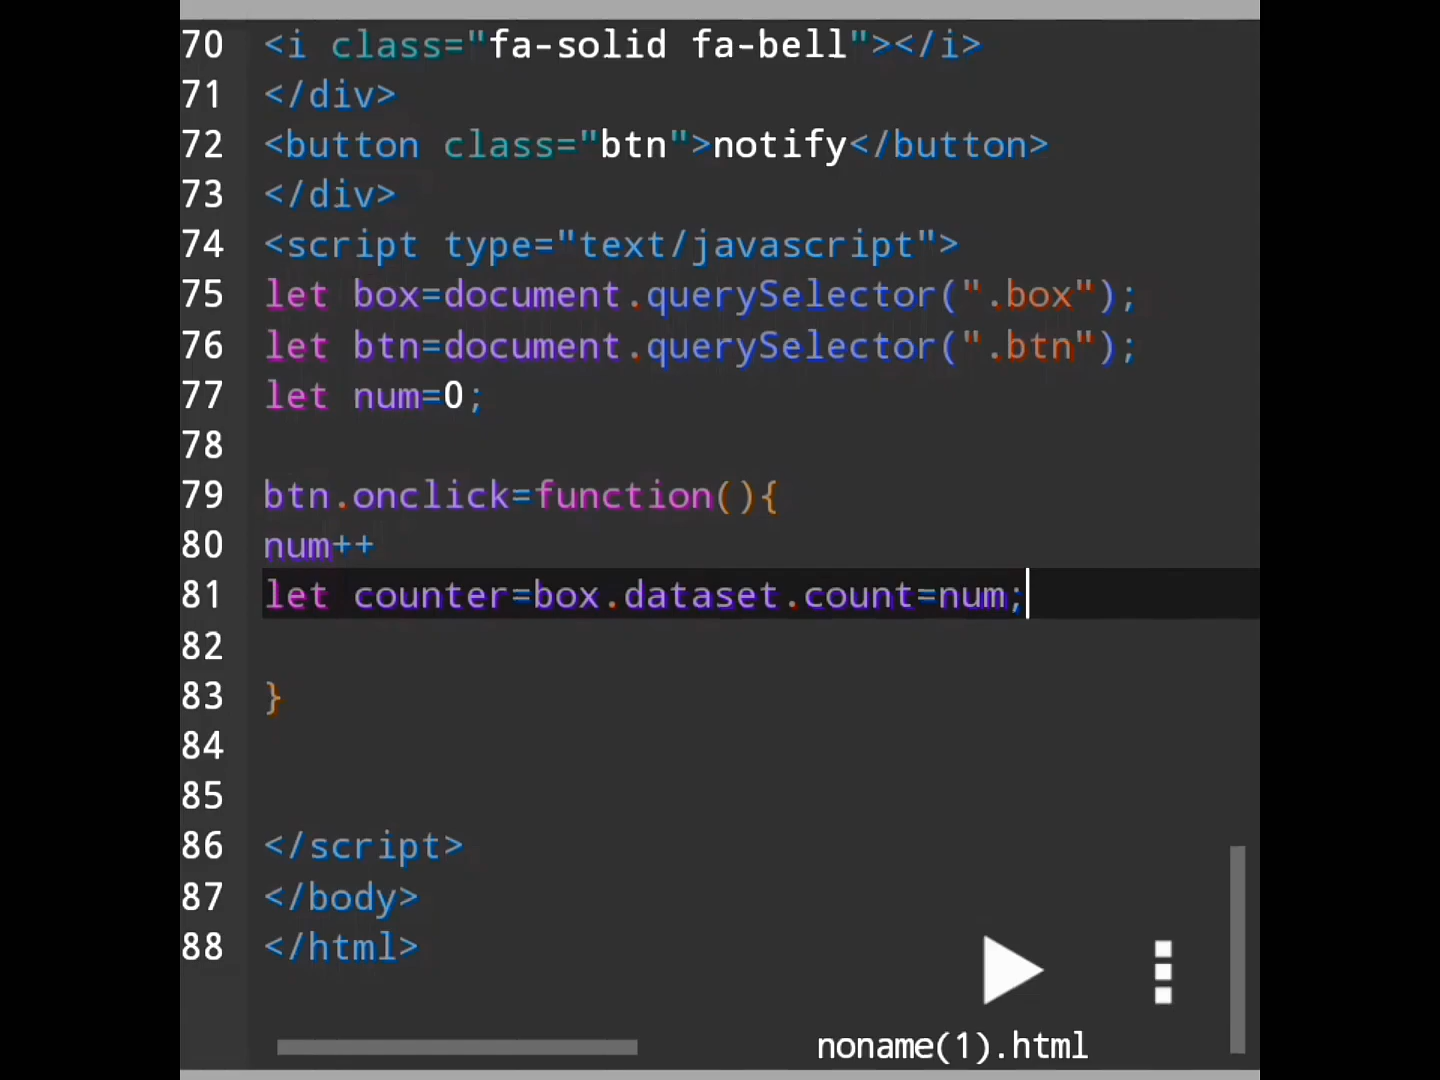 70 <i class="fa-solid fa-bell"></i>
71 </div>
72 <button class="btn">notify</button>
73 </div>
74 <script type="text/javascript">
75 let box=document.querySelector(".box");
76 let btn=document.querySelector(".btn");
77 let num=0;
78
79 btn.onclick=function(){
80 num++
81 let counter=box.dataset.count=num;
82
83 }
84
85
86 </script>
87 </body>
88 </html>
noname(1).html